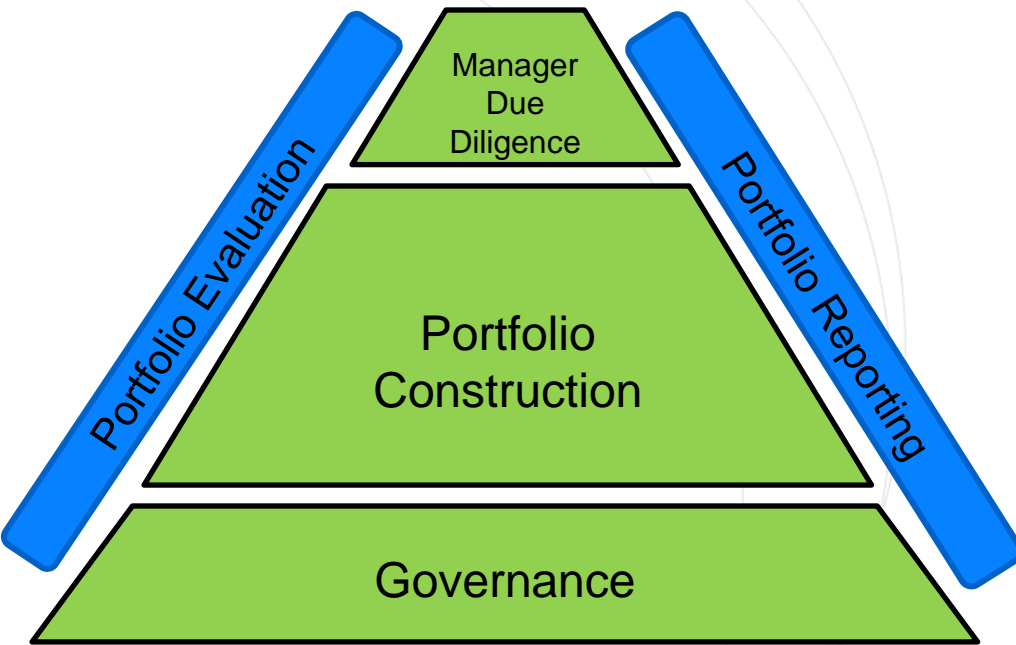 Manager
Due
Diligence
Portfolio Evaluation
Portfolio Reporting
Portfolio
Construction
Governance